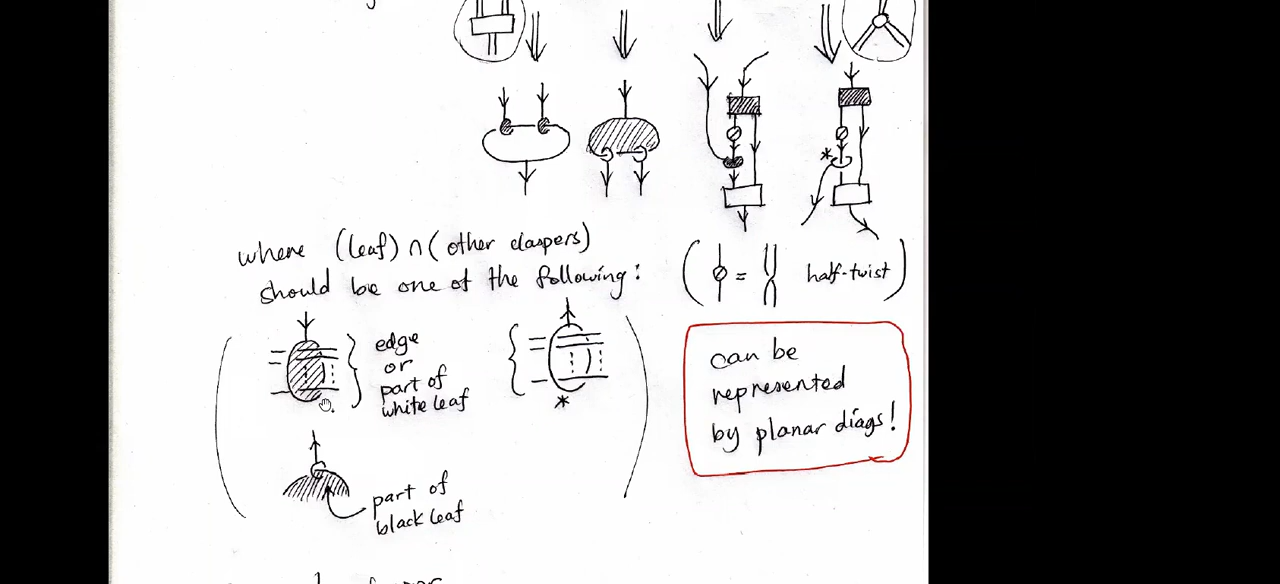 where (leaf) ∩ (other claspers)
should be one of the following:
( = half-twist )
*
edge
or
part of
white leaf
*
can be
represented
by planar diags!
part of
black leaf